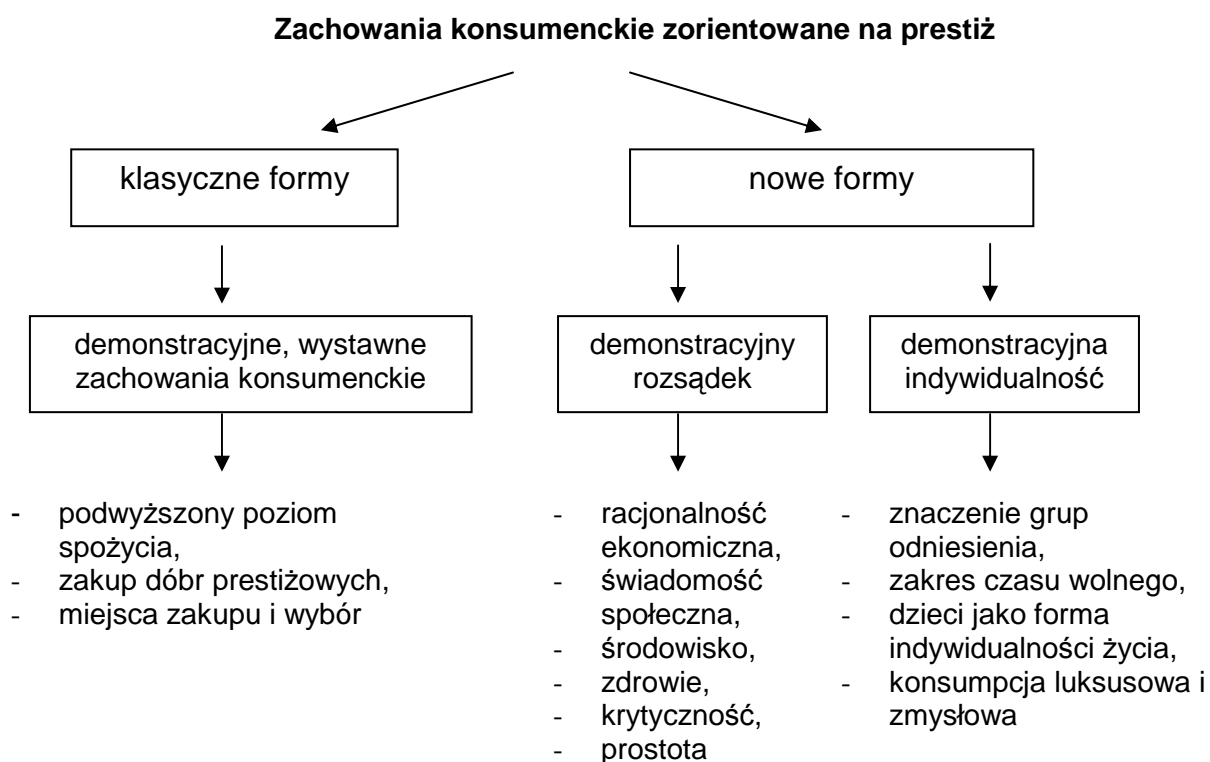 Zachowania konsumenckie zorientowane na prestiż
klasyczne formy
nowe formy
demonstracyjne, wystawne
zachowania konsumenckie
demonstracyjny
rozsądek
demonstracyjna
indywidualność
- podwyższony poziom
spożycia,
- zakup dóbr prestiżowych,
- miejsca zakupu i wybór
- racjonalność
ekonomiczna,
- świadomość
społeczna,
- środowisko,
- zdrowie,
- krytyczność,
- prostota
- znaczenie grup
odniesienia,
- zakres czasu wolnego,
- dzieci jako forma
indywidualności życia,
- konsumpcja luksusowa i
zmysłowa